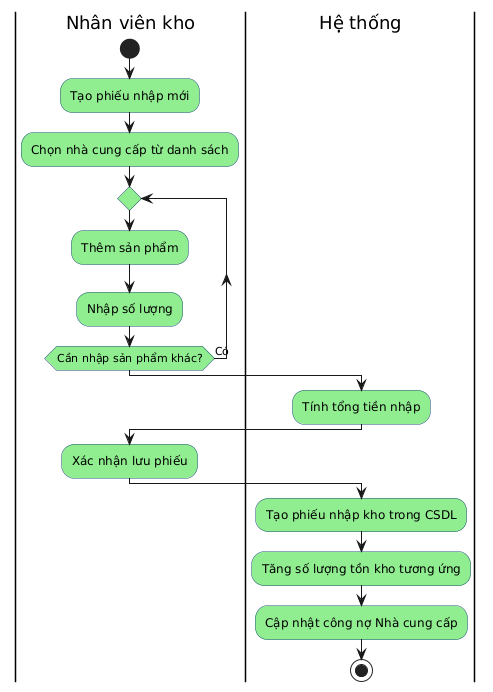 Nhân viên kho
Hệ thống
Tạo phiếu nhập mới
Chọn nhà cung cấp từ danh sách
Thêm sản phẩm
Nhập số lượng
Cần nhập sản phẩm khác?
Có
Tính tổng tiền nhập
Xác nhận lưu phiếu
Tạo phiếu nhập kho trong CSDL
Tăng số lượng tồn kho tương ứng
Cập nhật công nợ Nhà cung cấp